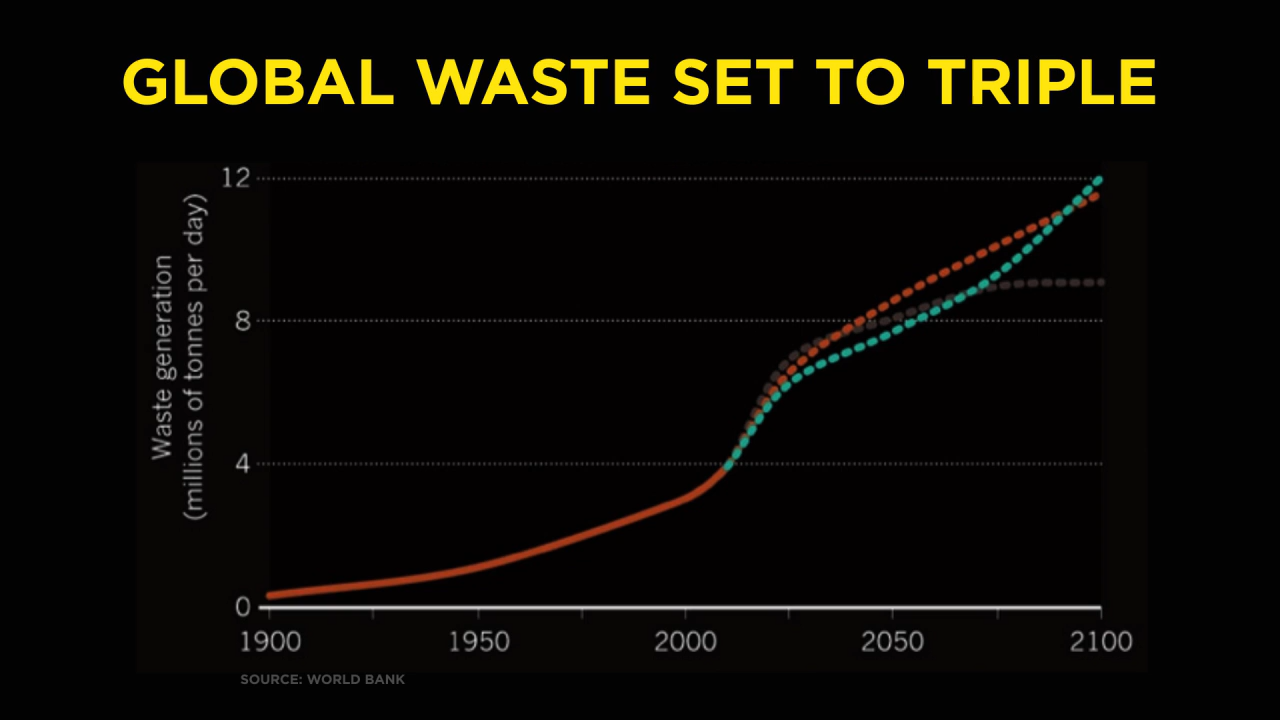 GLOBAL WASTE SET TO TRIPLE
Waste generation
(millions of tonnes per day)
12
8
4
0
1900 1950 2000 2050 2100
SOURCE: WORLD BANK